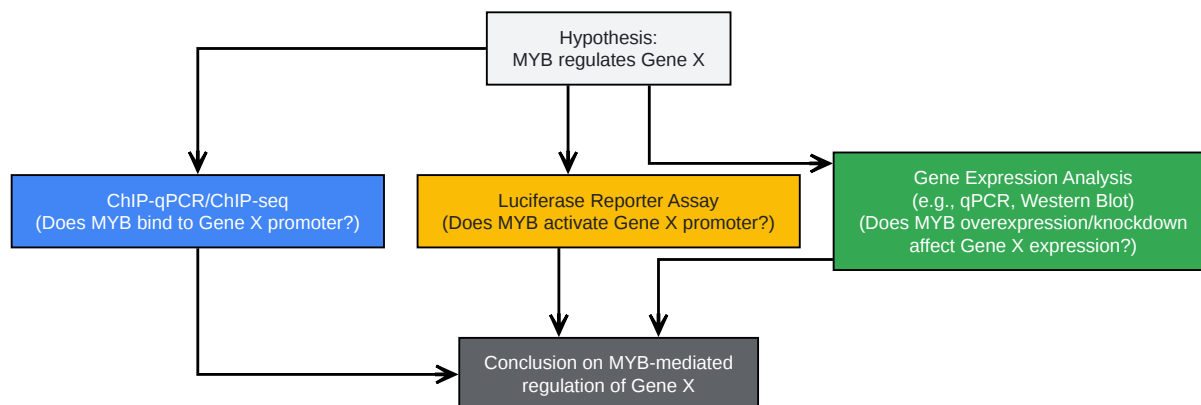 Hypothesis:
MYB regulates Gene X
ChIP-qPCR/ChIP-seq
(Does MYB bind to Gene X promoter?)
Luciferase Reporter Assay
(Does MYB activate Gene X promoter?)
Gene Expression Analysis
(e.g., qPCR, Western Blot)
(Does MYB overexpression/knockdown
affect Gene X expression?)
Conclusion on MYB-mediated
regulation of Gene X